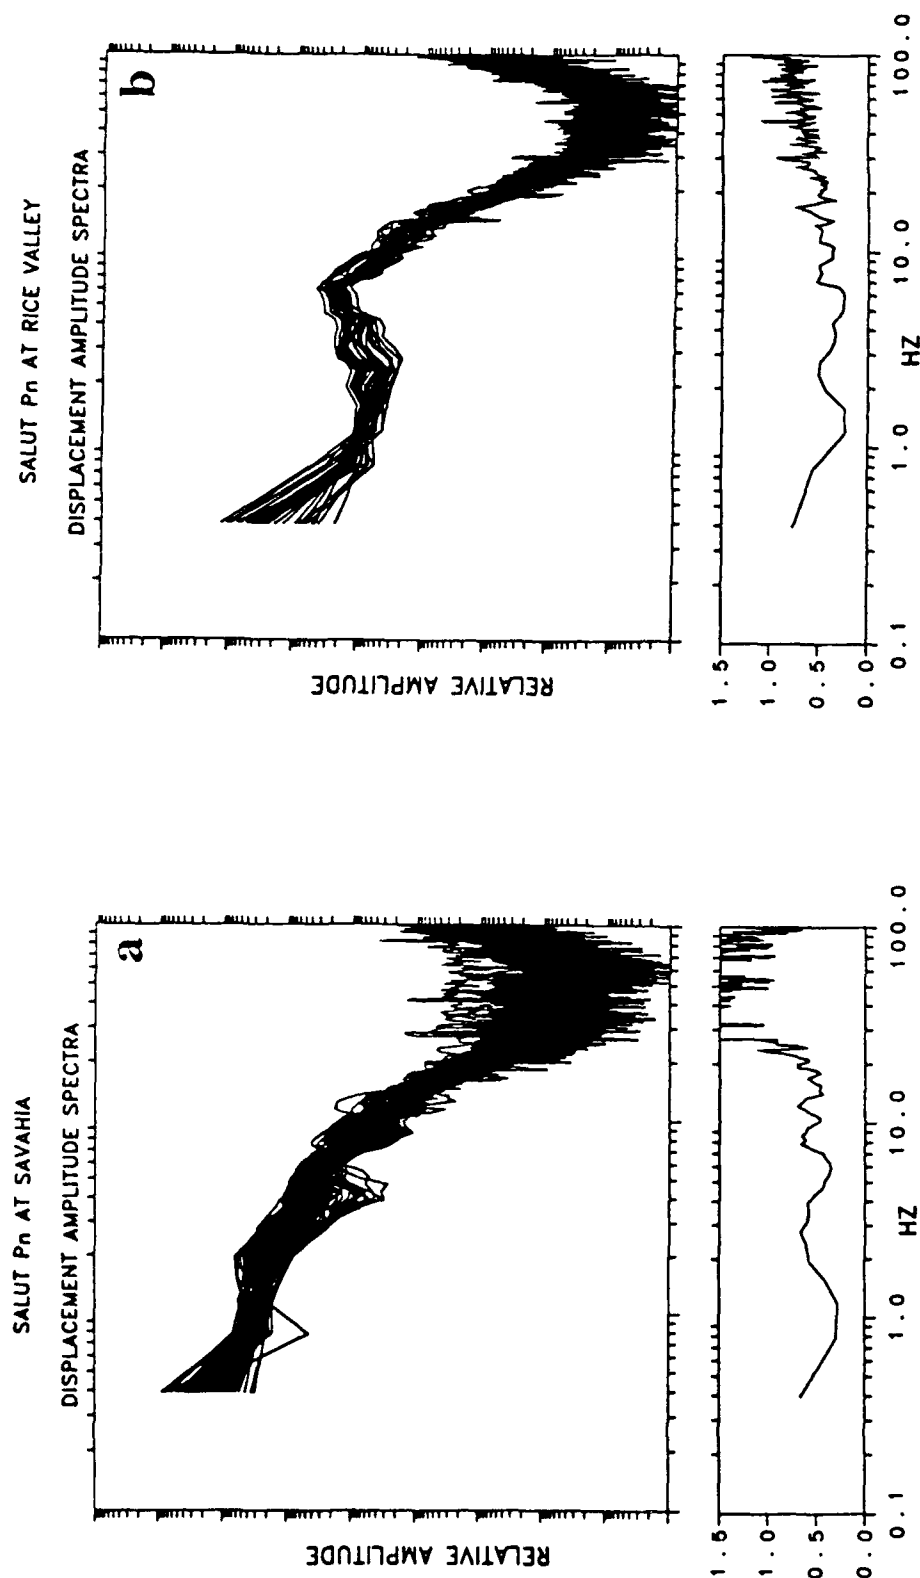 SALUT Pn AT SAVAHIA
DISPLACEMENT AMPLITUDE SPECTRA
a
RELATIVE AMPLITUDE
1.5
1.0
0.5
0.0
0.1
1.0
10.0
100.0
HZ
SALUT Pn AT RICE VALLEY
DISPLACEMENT AMPLITUDE SPECTRA
b
RELATIVE AMPLITUDE
1.5
1.0
0.5
0.0
0.1
1.0
10.0
100.0
HZ